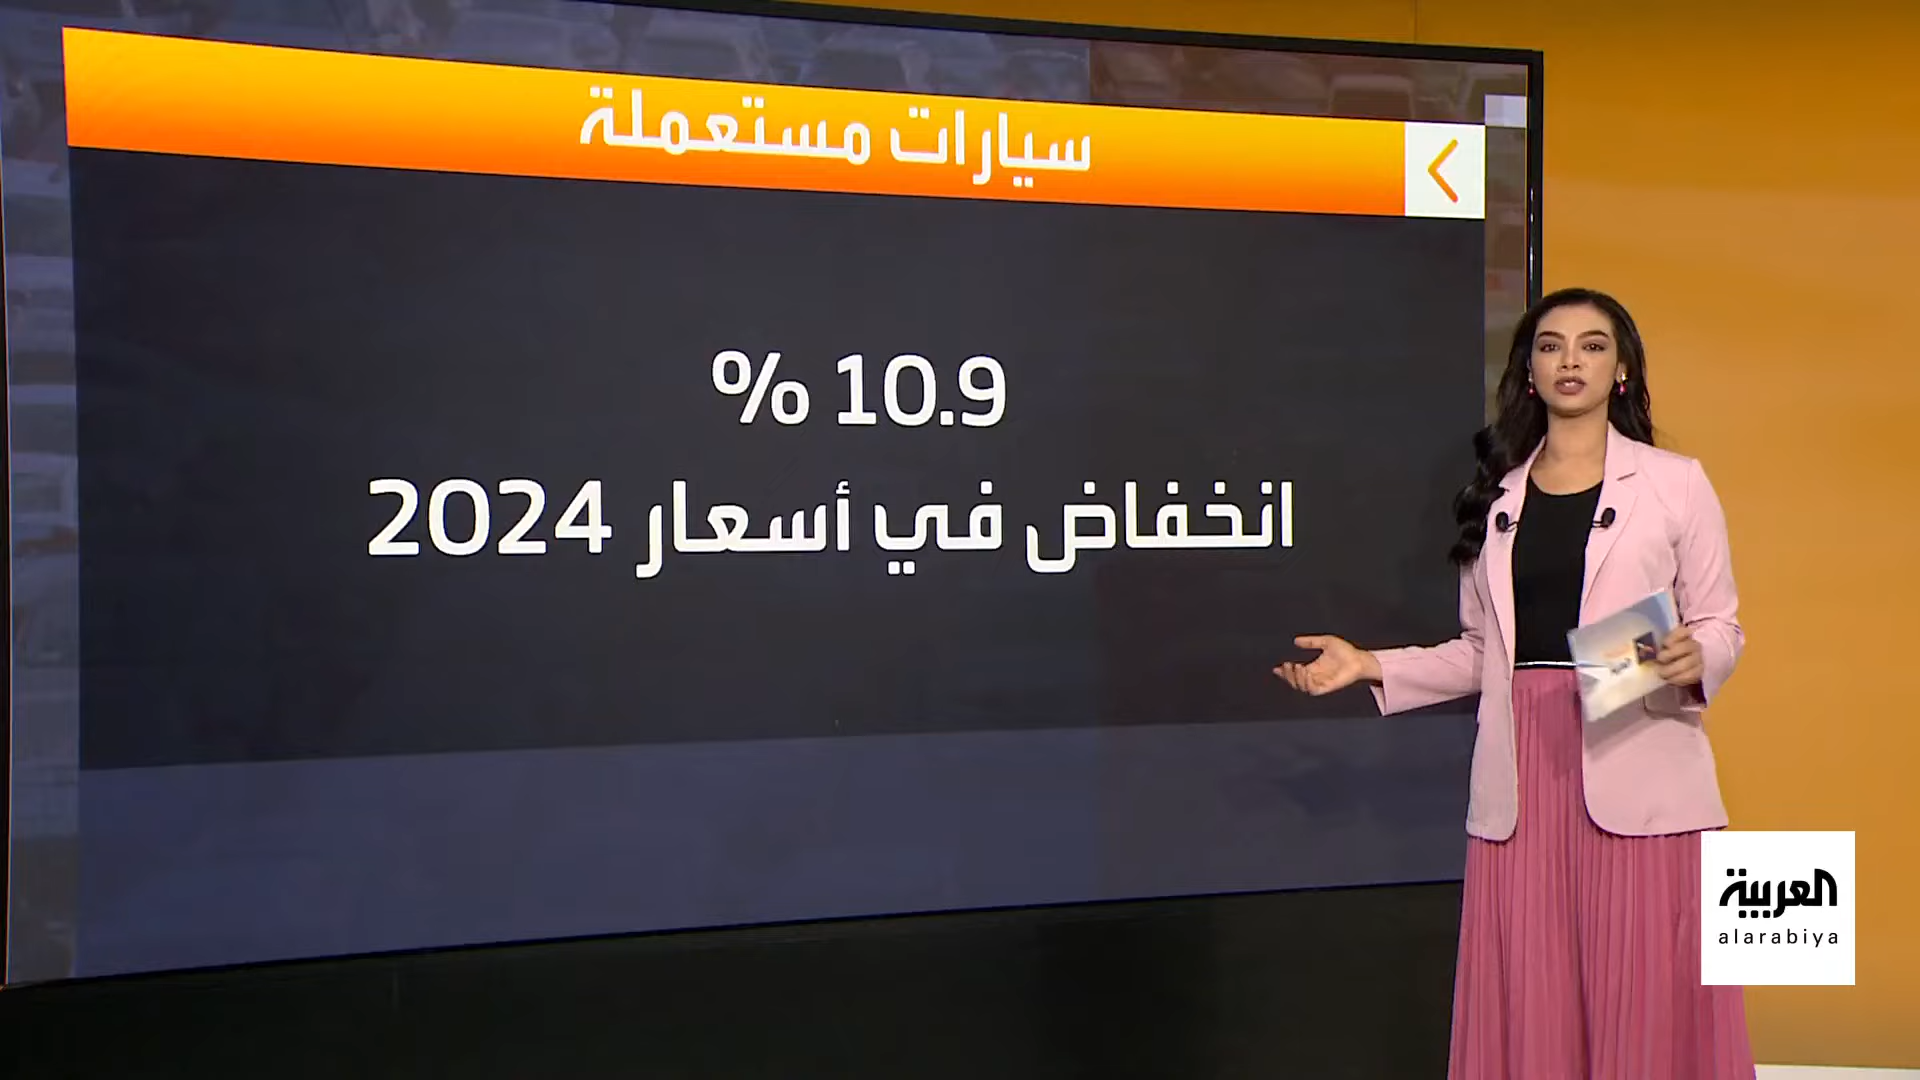 سيارات مستعملة
10.9 %
انخفاض في أسعار 2024
العربية
alarabiya